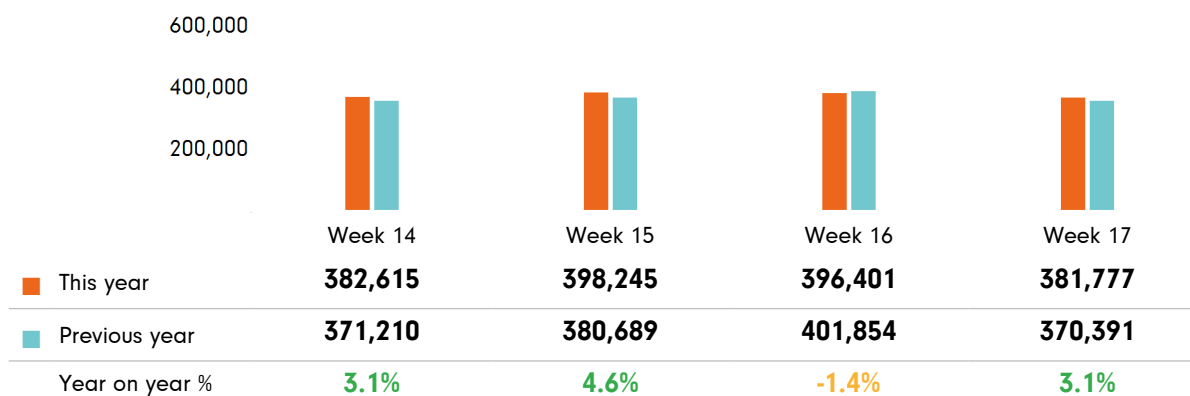 600,000
400,000
200,000
Week 14 Week 15 Week 16 Week 17
This year 382,615 398,245 396,401 381,777
Previous year 371,210 380,689 401,854 370,391
Year on year % 3.1% 4.6% -1.4% 3.1%